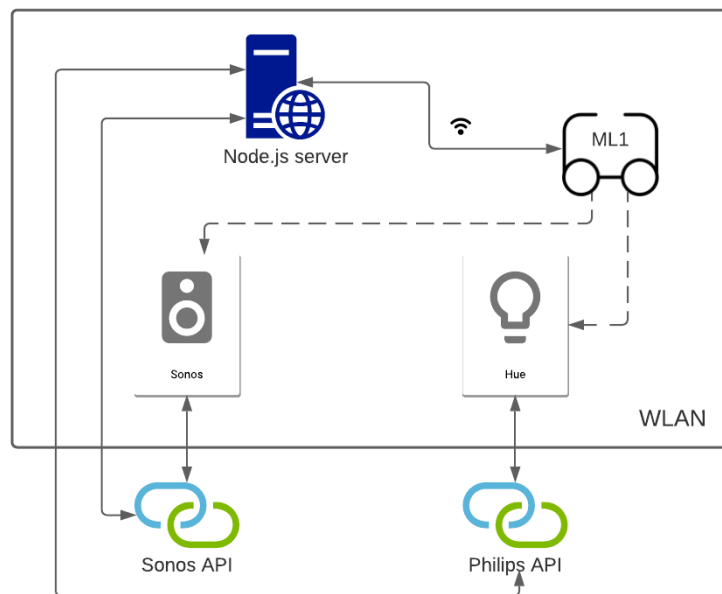 Node.js server
ML1
Sonos
Hue
WLAN
Sonos API
Philips API